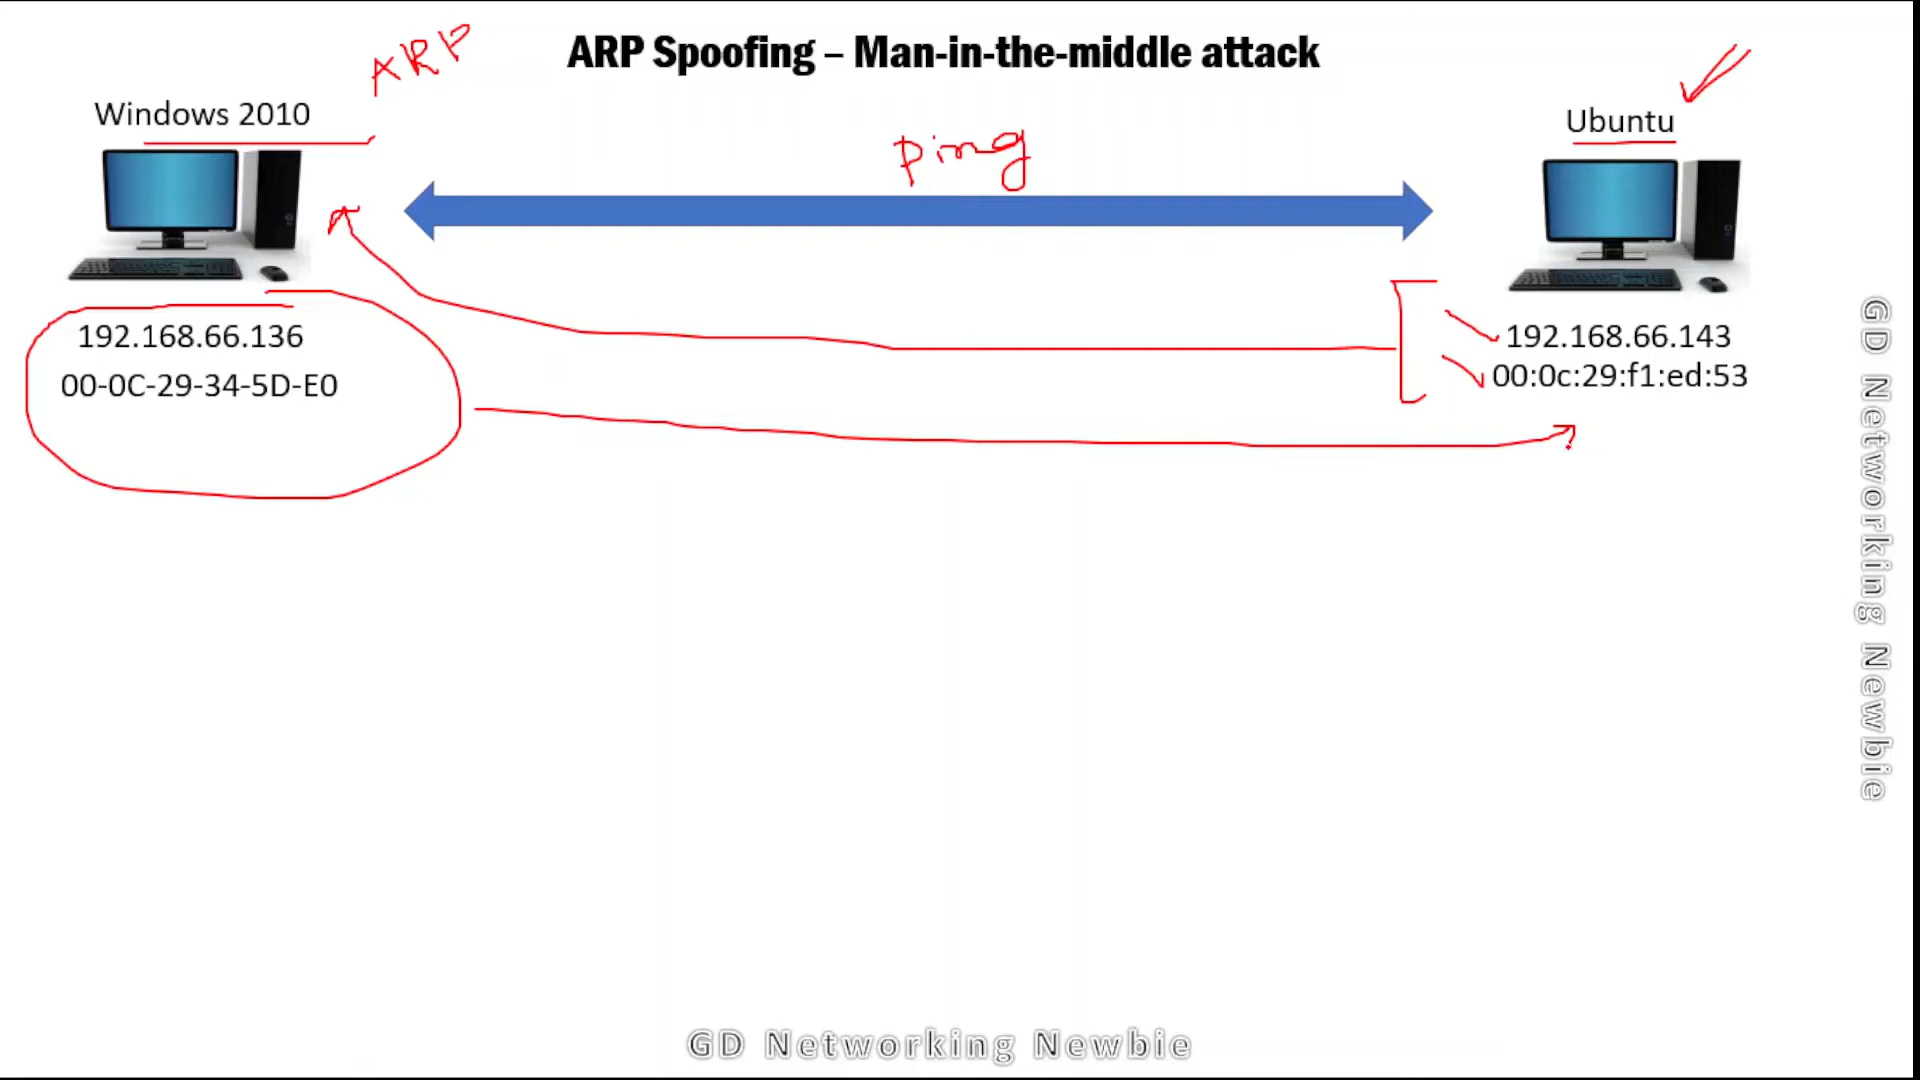 ARP Spoofing – Man-in-the-middle attack
ARP
Windows 2010
Ubuntu
Ping
192.168.66.136
00-0C-29-34-5D-E0
192.168.66.143
00:0c:29:f1:ed:53
GD Networking Newbie
GD Networking Newbie